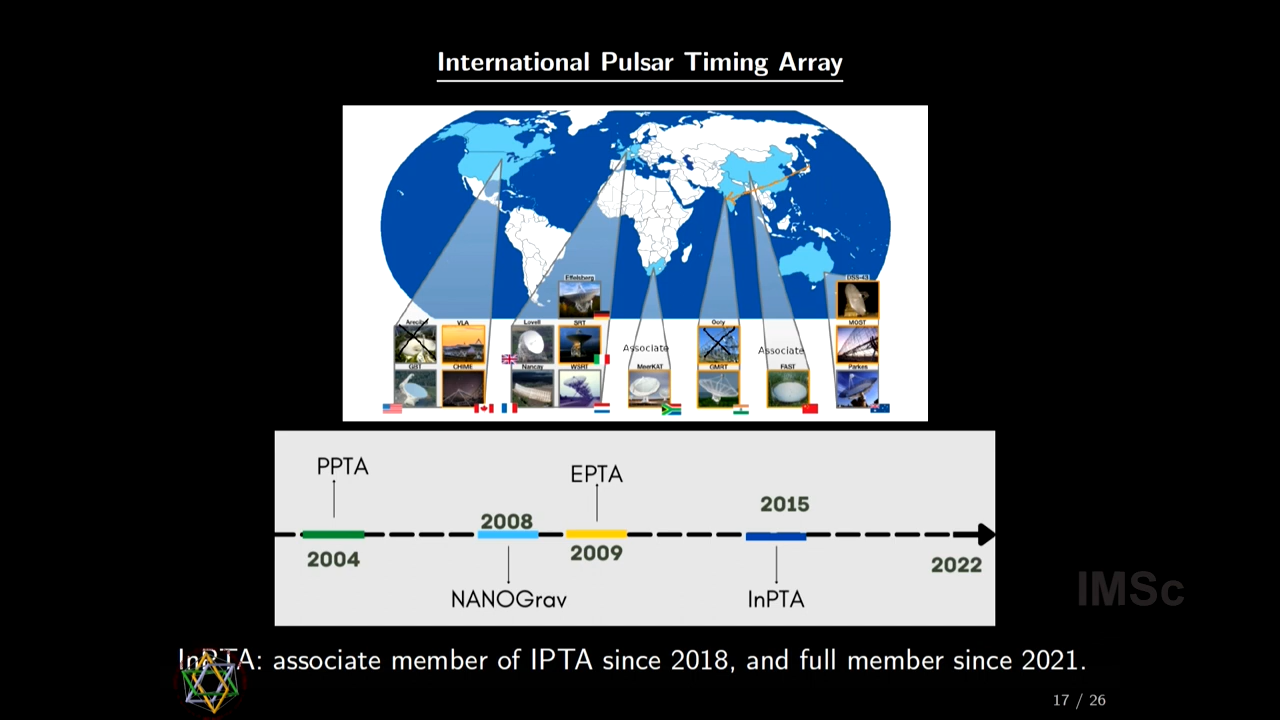 International Pulsar Timing Array
Effelsberg
DSS-43
Arecibo VLA Lovell SRT Ooty MOST
Associate Associate
GBT CHIME Nancay WSRT MeerKAT GMRT FAST Parkes
PPTA
EPTA
2015
2008
2004
2009
2022
NANOGrav
InPTA
IMSc
InPTA: associate member of IPTA since 2018, and full member since 2021.
17 / 26